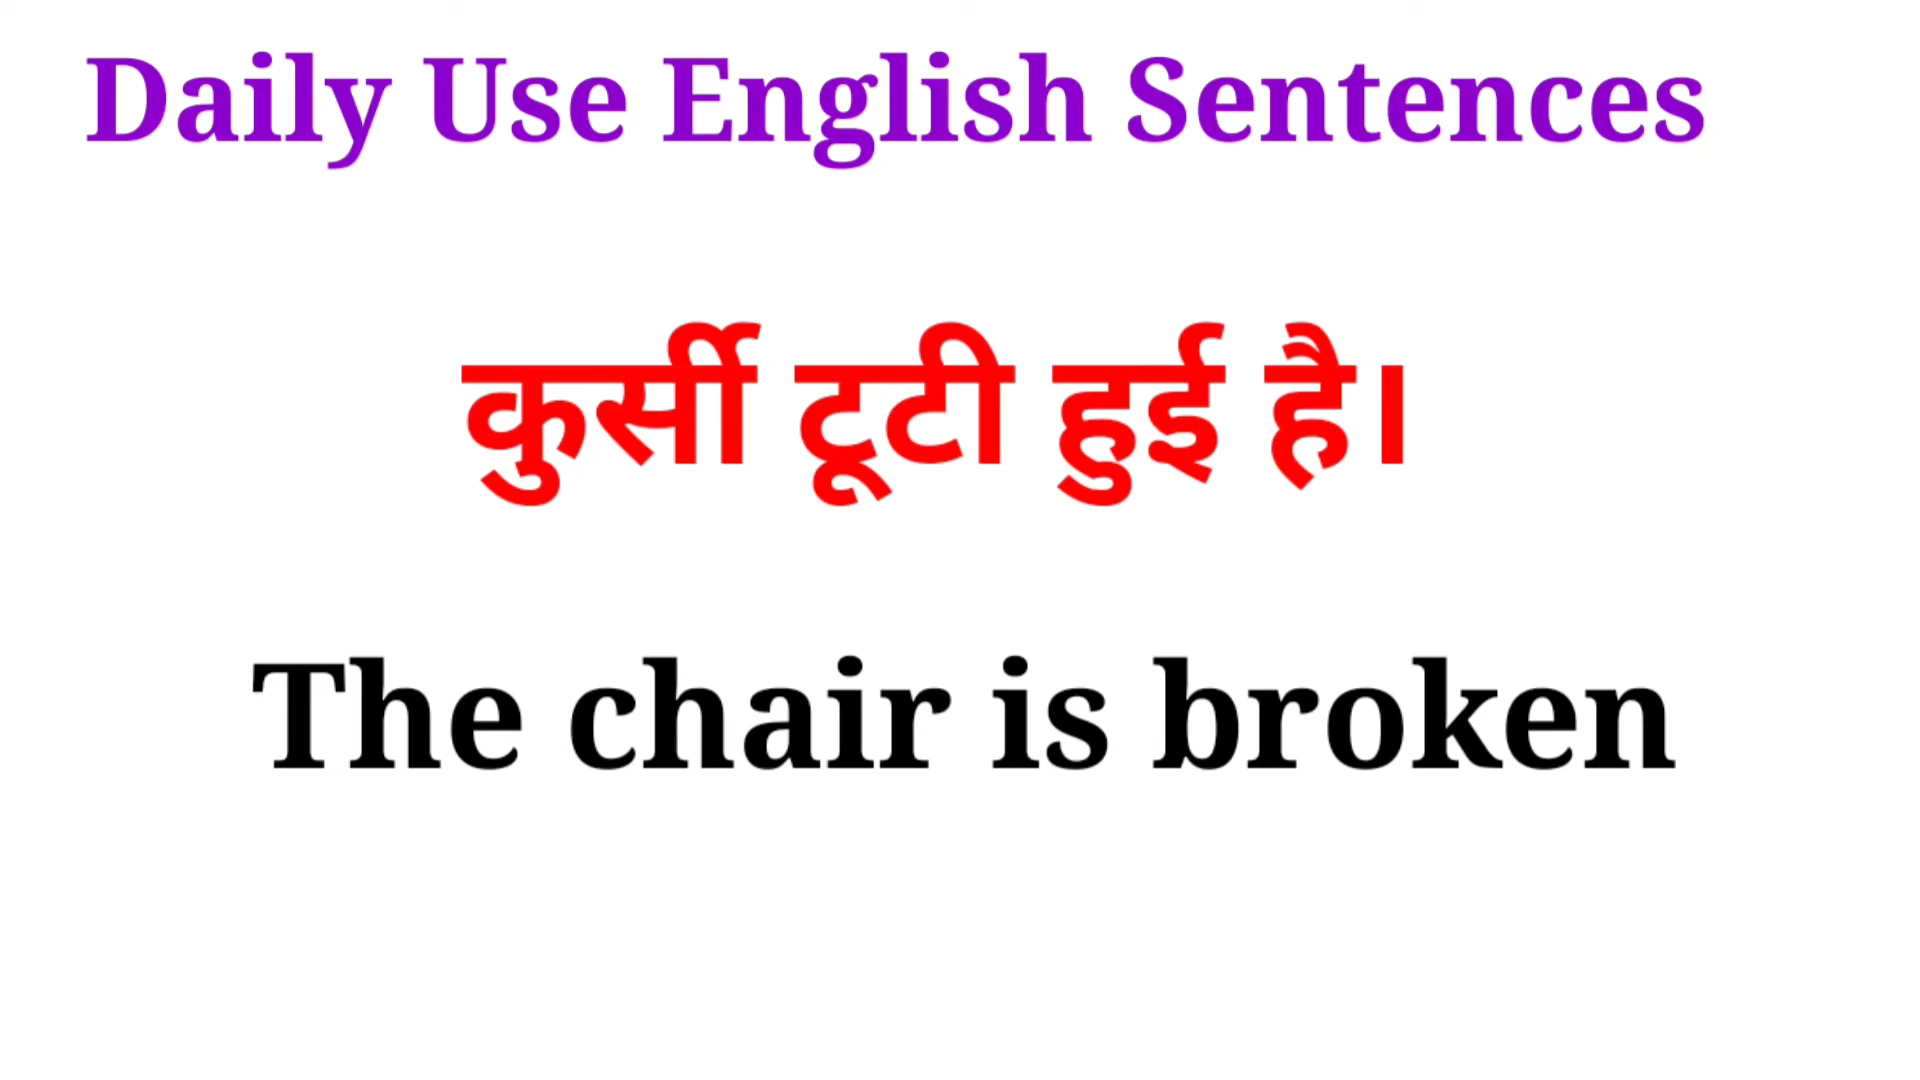 Daily Use English Sentences
कुर्सी टूटी हुई है।
The chair is broken